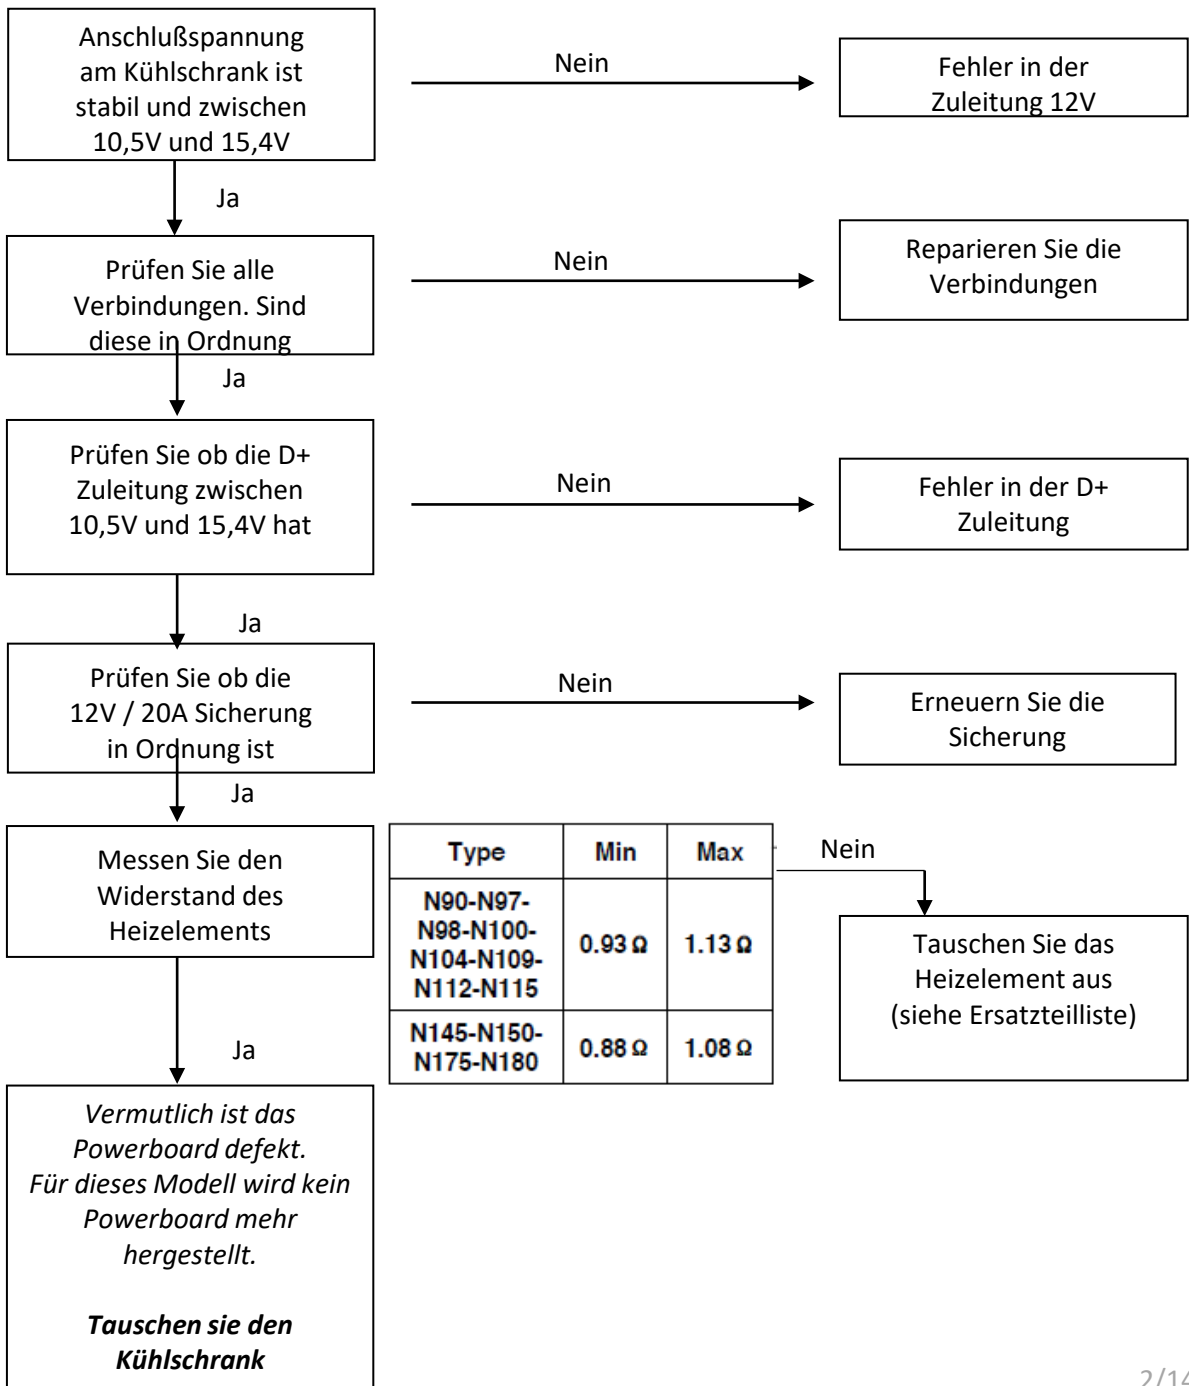 Anschlußspannung
am Kühlschrank ist
stabil und zwischen
10,5V und 15,4V
Nein
Fehler in der
Zuleitung 12V
Ja
Prüfen Sie alle
Verbindungen. Sind
diese in Ordnung
Nein
Reparieren Sie die
Verbindungen
Ja
Prüfen Sie ob die D+
Zuleitung zwischen
10,5V und 15,4V hat
Nein
Fehler in der D+
Zuleitung
Ja
Prüfen Sie ob die
12V / 20A Sicherung
in Ordnung ist
Nein
Erneuern Sie die
Sicherung
Ja
Messen Sie den
Widerstand des
Heizelements
Type Min Max
N90-N97-
N98-N100-
N104-N109-
N112-N115
0.93 Ω 1.13 Ω
N145-N150-
N175-N180
0.88 Ω 1.08 Ω
Nein
Tauschen Sie das
Heizelement aus
(siehe Ersatzteilliste)
Ja
Vermutlich ist das
Powerboard defekt.
Für dieses Modell wird kein
Powerboard mehr
hergestellt.
Tauschen sie den
Kühlschrank
2/14